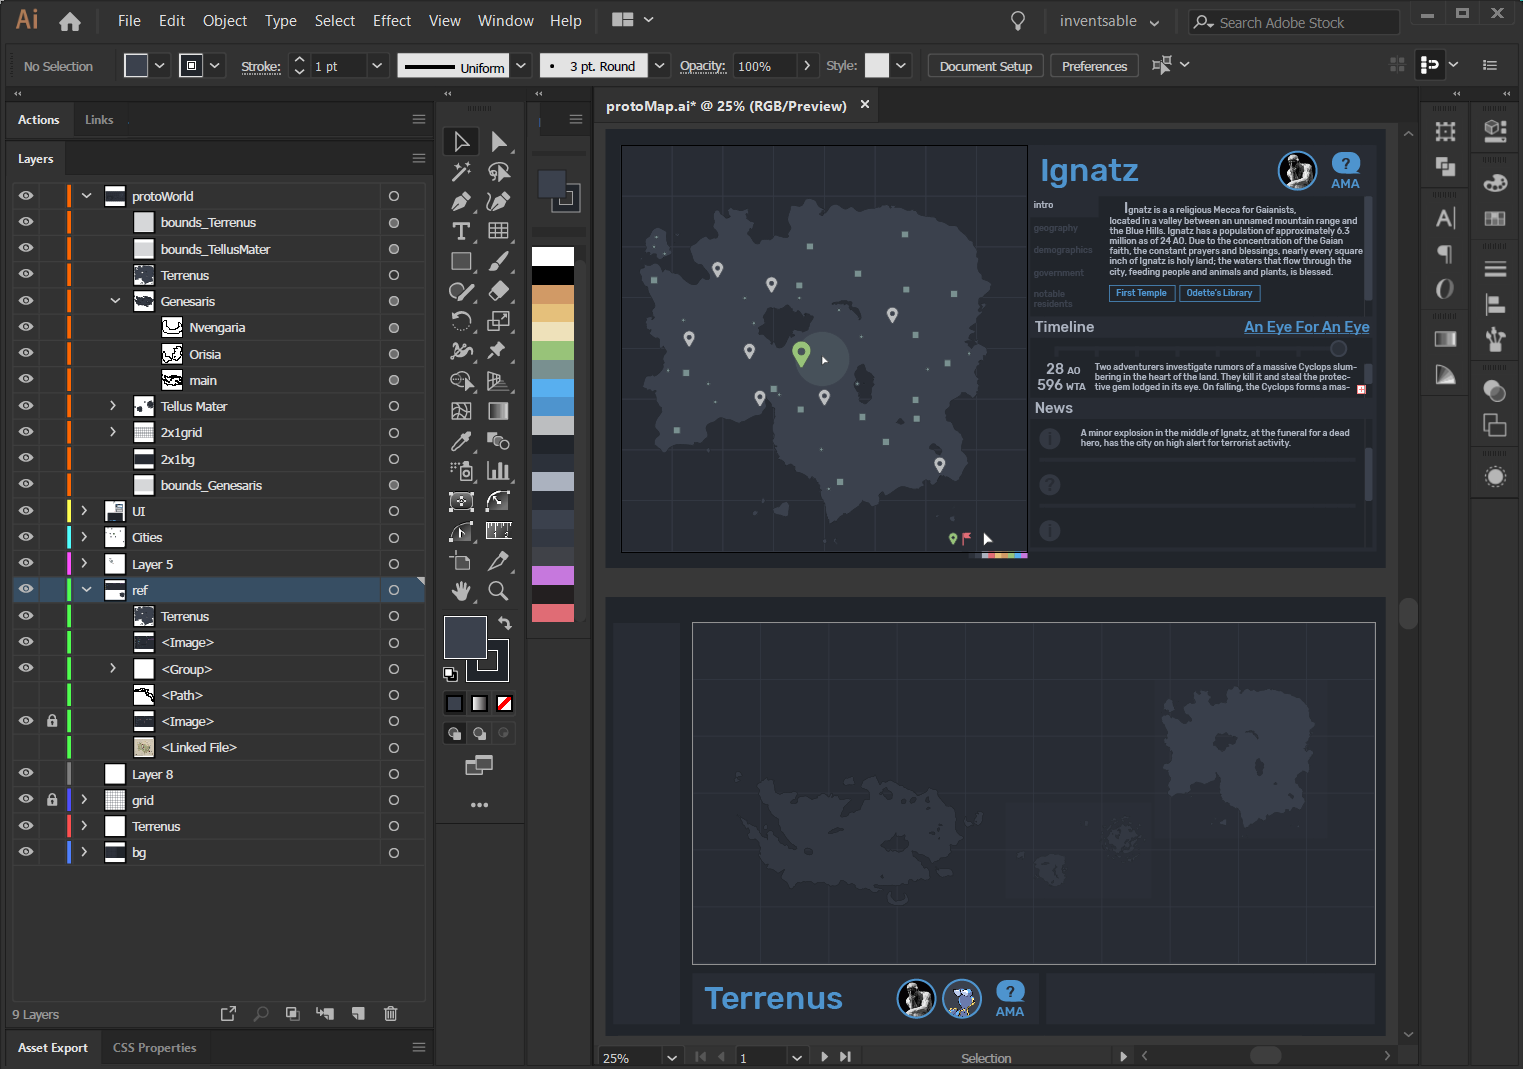 Ai
File Edit Object Type Select Effect View Window Help
inventsable
Search Adobe Stock
No Selection
Stroke:
1 pt
Uniform
3 pt. Round
Opacity:
100%
Style:
Document Setup
Preferences
Actions
Links
Layers
protoWorld
bounds_Terrenus
bounds_TellusMater
Terrenus
Genesaris
Nvengaria
Orisia
main
Tellus Mater
2x1grid
2x1bg
bounds_Genesaris
UI
Cities
Layer 5
ref
Terrenus
<Image>
<Group>
<Path>
<Image>
<Linked File>
Layer 8
grid
Terrenus
bg
9 Layers
Asset Export
CSS Properties
protoMap.ai* @ 25% (RGB/Preview)
Ignatz
AMA
intro
geography
demographics
government
notable
residents
Ignatz is a a religious Mecca for Gaianists,
located in a valley between an unnamed mountain range and
the Blue Hills. Ignatz has a population of approximately 6.3
million as of 24 AO. Due to the concentration of the Gaian
faith, the constant prayers and blessings, nearly every square
inch of Ignatz is holy land; the waters that flow through the
city, feeding people and animals and plants, is blessed.
First Temple
Odette's Library
Timeline
An Eye For An Eye
28 AO
596 WTA
Two adventurers investigate rumors of a massive Cyclops slum-
bering in the heart of the land. They kill it and steal the protec-
tive gem lodged in its eye. On falling, the Cyclops forms a mas-
News
A minor explosion in the middle of Ignatz, at the funeral for a dead
hero, has the city on high alert for terrorist activity.
Terrenus
AMA
25%
1
Selection